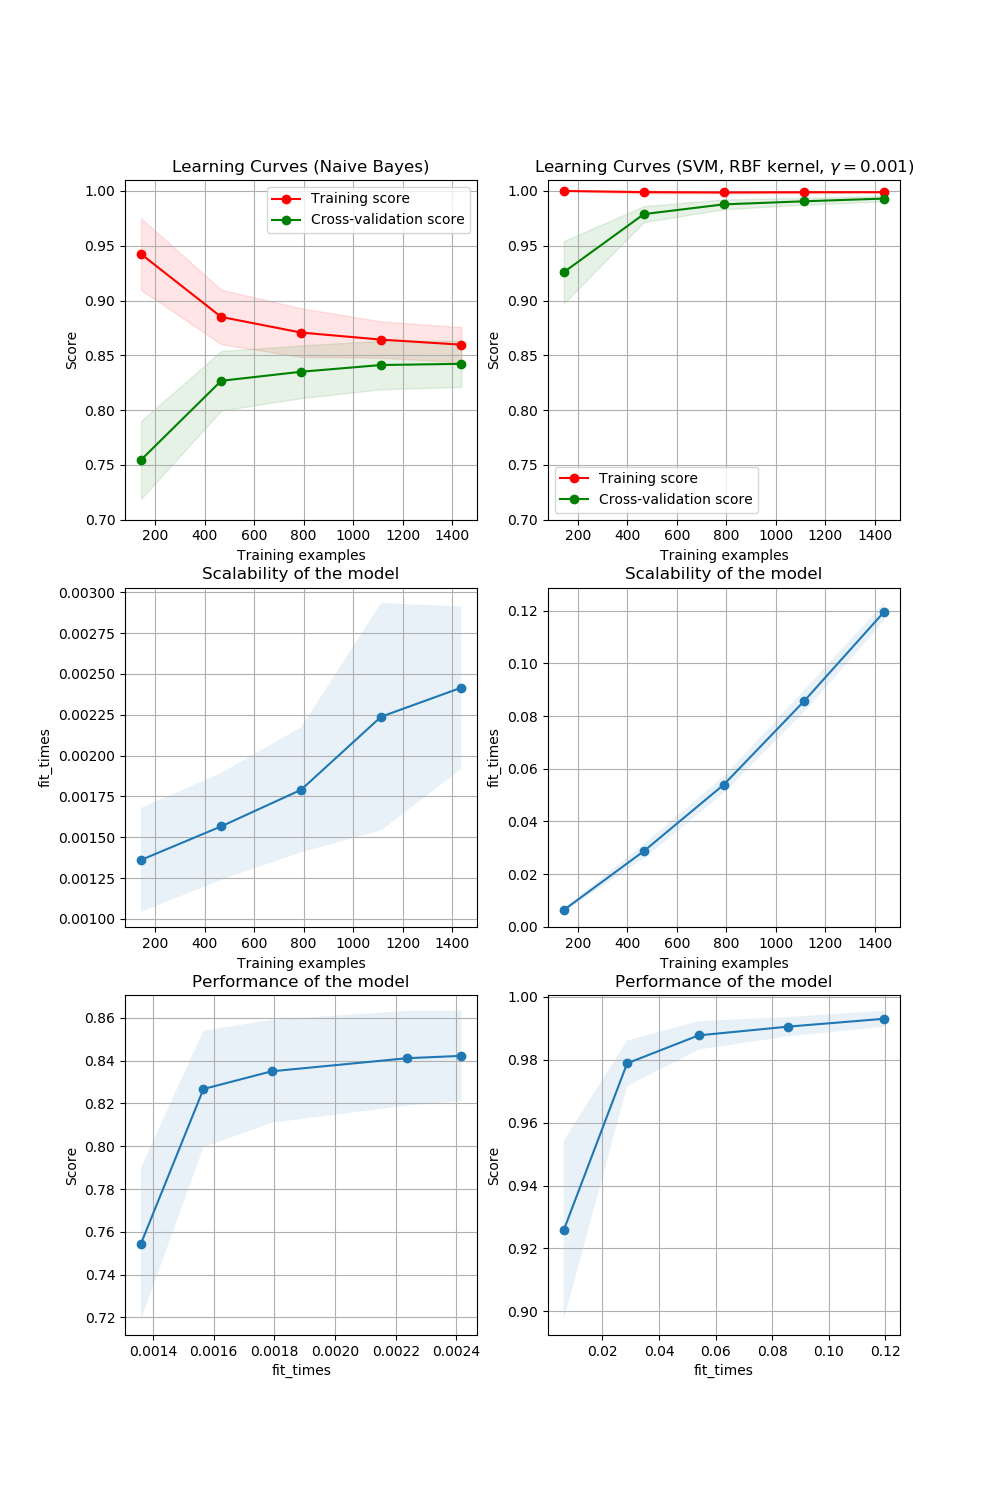 Learning Curves (Naive Bayes)
1.00
0.95
0.90
0.85
0.80
0.75
0.70
Score
Training score
Cross-validation score
200 400 600 800 1000 1200 1400
Training examples
Learning Curves (SVM, RBF kernel, γ = 0.001)
1.00
0.95
0.90
0.85
0.80
0.75
0.70
Score
Training score
Cross-validation score
200 400 600 800 1000 1200 1400
Training examples
Scalability of the model
0.00300
0.00275
0.00250
0.00225
0.00200
0.00175
0.00150
0.00125
0.00100
fit_times
200 400 600 800 1000 1200 1400
Training examples
Scalability of the model
0.12
0.10
0.08
0.06
0.04
0.02
0.00
fit_times
200 400 600 800 1000 1200 1400
Training examples
Performance of the model
0.86
0.84
0.82
0.80
0.78
0.76
0.74
0.72
Score
0.0014 0.0016 0.0018 0.0020 0.0022 0.0024
fit_times
Performance of the model
1.00
0.98
0.96
0.94
0.92
0.90
Score
0.02 0.04 0.06 0.08 0.10 0.12
fit_times